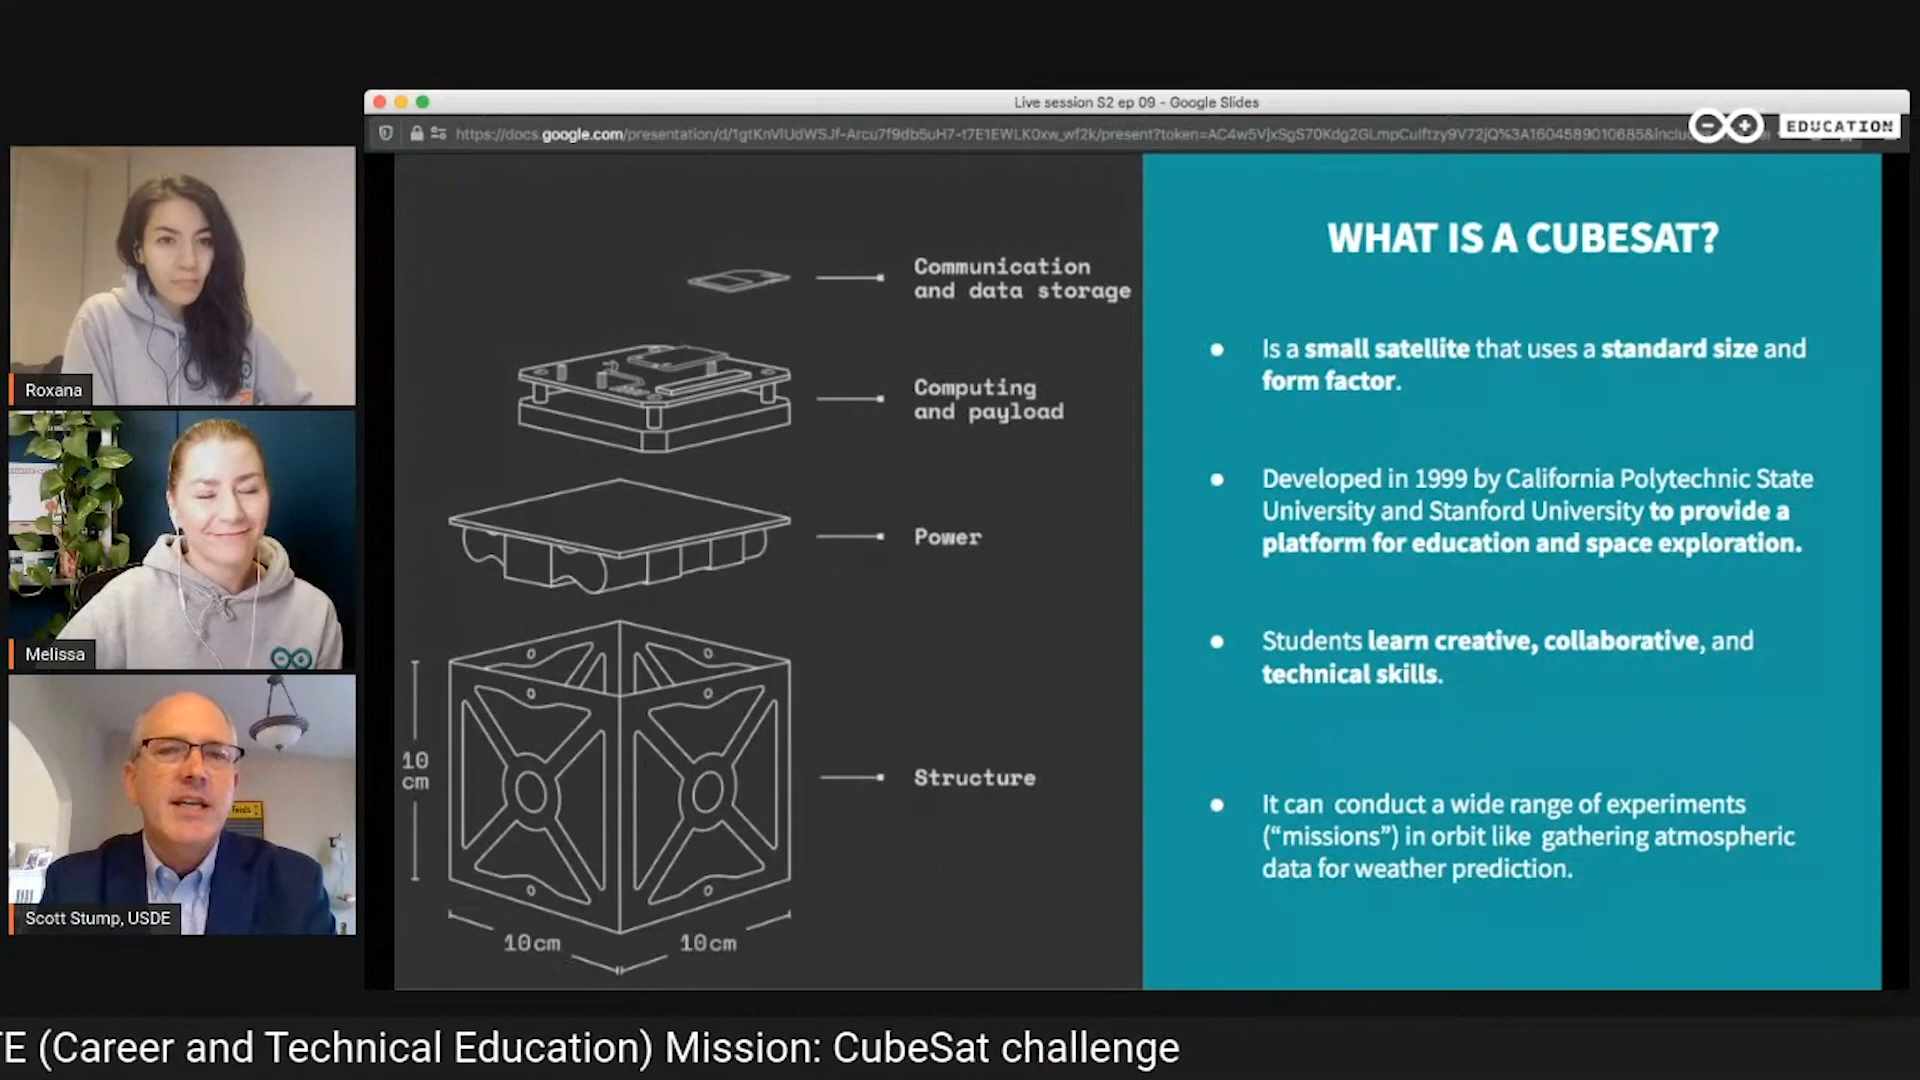 Live session S2 ep 09 - Google Slides
EDUCATION
Roxana
Melissa
Scott Stump, USDE
Communication
and data storage
Computing
and payload
Power
Structure
10
cm
10cm
10cm
WHAT IS A CUBESAT?
● Is a small satellite that uses a standard size and
form factor.
● Developed in 1999 by California Polytechnic State
University and Stanford University to provide a
platform for education and space exploration.
● Students learn creative, collaborative, and
technical skills.
● It can conduct a wide range of experiments
(“missions”) in orbit like gathering atmospheric
data for weather prediction.
TE (Career and Technical Education) Mission: CubeSat challenge